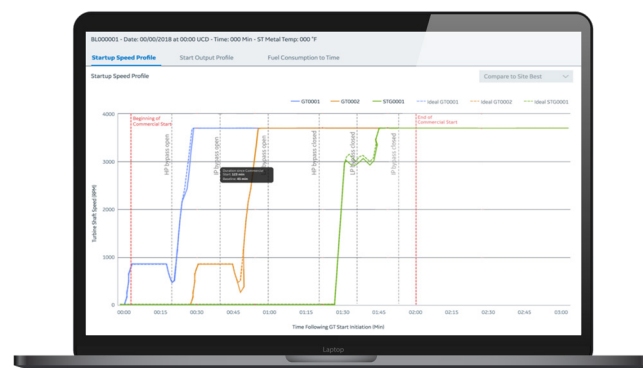 BL000001 - Date: 00/00/2018 at 00:00 UCD - Time: 000 Min - ST Metal Temp: 000 °F
Startup Speed Profile
Start Output Profile
Fuel Consumption to Time
Startup Speed Profile
Compare to Site Best
GT0001
GT0002
STG0001
ideal GT0001
ideal GT0002
ideal STG0001
Beginning of
Commercial Start
End of
Commercial Start
HP bypass open
IP bypass open
bypass open
HP bypass closed
LP bypass closed
IP bypass closed
Turbine Shaft Speed (RPM)
4000
3000
2000
1000
0
00:00 00:15 00:30 00:45 01:00 01:15 01:30 01:45 02:00 02:15 02:30 02:45 03:00
Time Following GT Start Initiation (Min)
Laptop